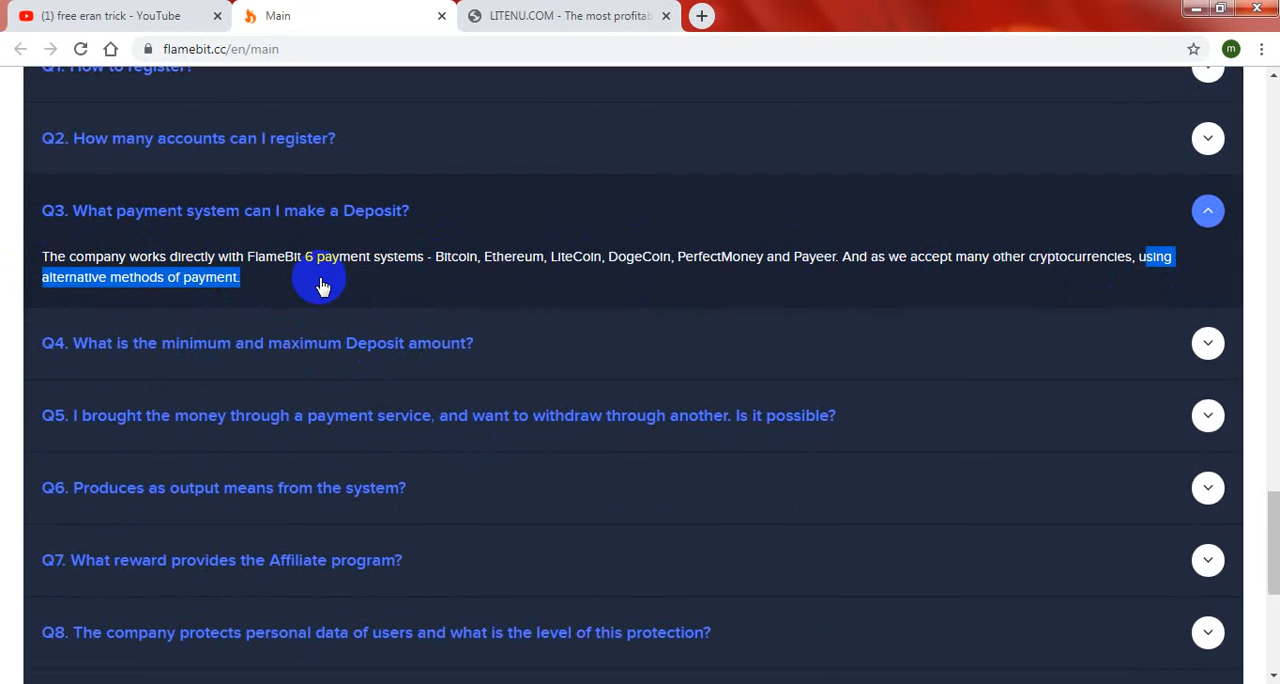 (1) free eran trick - YouTube
Main
LITENU.COM - The most profitab
flamebit.cc/en/main
m
Q1. How to register?
Q2. How many accounts can I register?
Q3. What payment system can I make a Deposit?
The company works directly with FlameBit 6 payment systems - Bitcoin, Ethereum, LiteCoin, DogeCoin, PerfectMoney and Payeer. And as we accept many other cryptocurrencies, using
alternative methods of payment.
Q4. What is the minimum and maximum Deposit amount?
Q5. I brought the money through a payment service, and want to withdraw through another. Is it possible?
Q6. Produces as output means from the system?
Q7. What reward provides the Affiliate program?
Q8. The company protects personal data of users and what is the level of this protection?